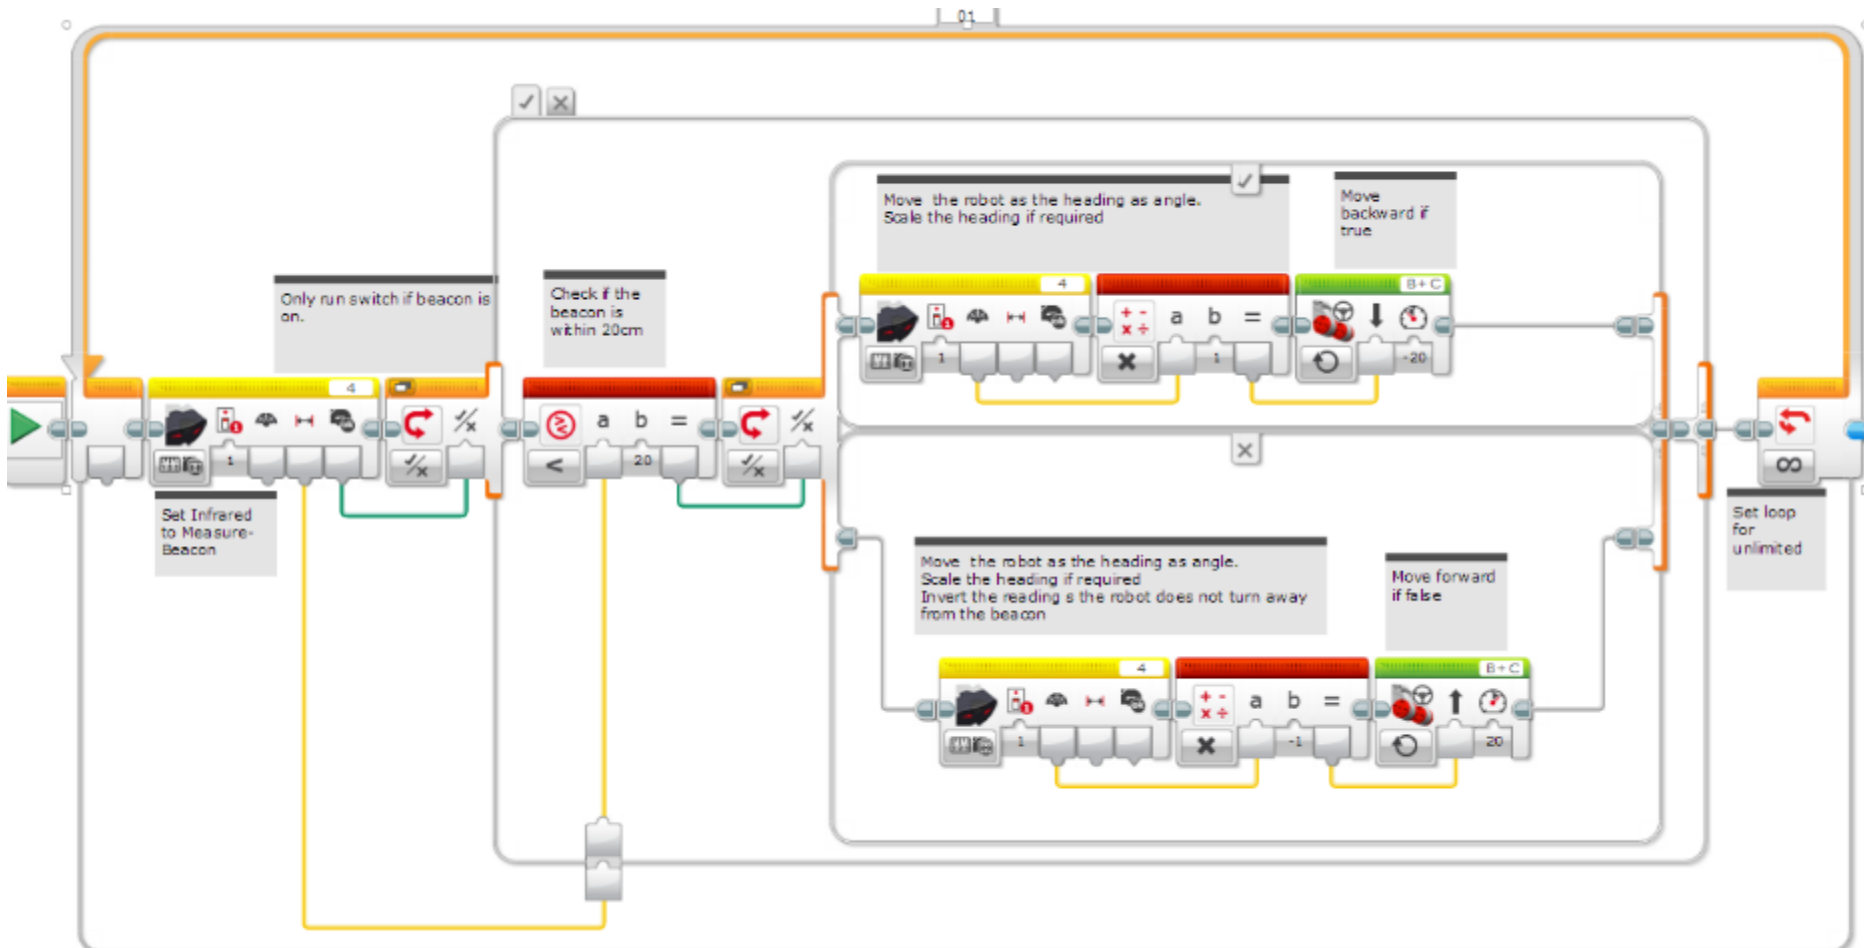 01
Move the robot as the heading as angle.
Scale the heading if required
Move
backward if
true
Only run switch if beacon is
on.
Check if the
beacon is
within 20cm
4
B+C
a b =
1
1
-20
4
a b =
1
20
Set Infrared
to Measure-
Beacon
Set loop
for
unlimited
Move the robot as the heading as angle.
Scale the heading if required
Invert the reading s the robot does not turn away
from the beacon
Move forward
if false
4
B+C
a b =
1
-1
20